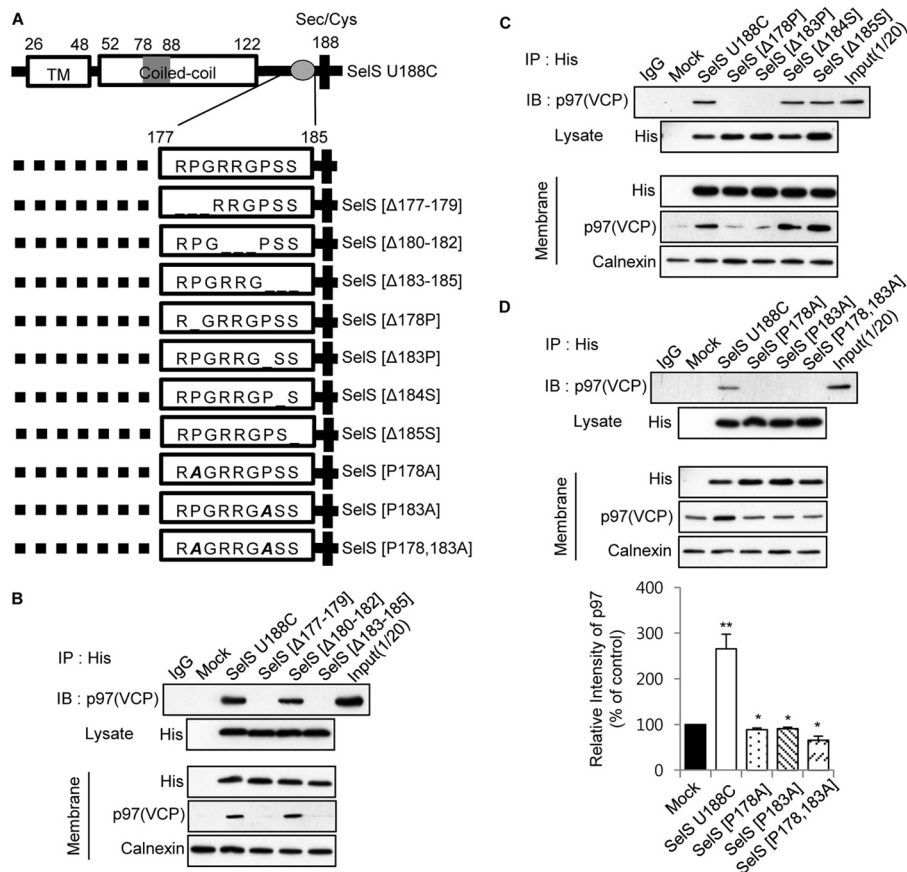 A
Sec/Cys
26 48 52 78 88 122 188
TM
Coiled-coil
SelS U188C
177 185
RPGRRGPSS
___RRGPSS SelS [Δ177-179]
RPG___PSS SelS [Δ180-182]
RPGRRG___ SelS [Δ183-185]
R_GRRGPSS SelS [Δ178P]
RPGRRG_SS SelS [Δ183P]
RPGRRGP_S SelS [Δ184S]
RPGRRGPS_ SelS [Δ185S]
RAGRRGPSS SelS [P178A]
RPGRRGASS SelS [P183A]
RAGRRGASS SelS [P178,183A]
B
IP : His
IgG
Mock
SelS U188C
SelS [Δ177-179]
SelS [Δ180-182]
SelS [Δ183-185]
Input(1/20)
IB : p97(VCP)
Lysate His
Membrane
His
p97(VCP)
Calnexin
C
IP : His
IgG
Mock
SelS U188C
SelS [Δ178P]
SelS [Δ183P]
SelS [Δ184S]
SelS [Δ185S]
Input(1/20)
IB : p97(VCP)
Lysate His
Membrane
His
p97(VCP)
Calnexin
D
IP : His
IgG
Mock
SelS U188C
SelS [P178A]
SelS [P183A]
SelS [P178,183A]
Input(1/20)
IB : p97(VCP)
Lysate His
Membrane
His
p97(VCP)
Calnexin
Relative Intensity of p97
(% of control)
400
300
200
100
0
**
*
*
*
Mock
SelS U188C
SelS [P178A]
SelS [P183A]
SelS [P178,183A]